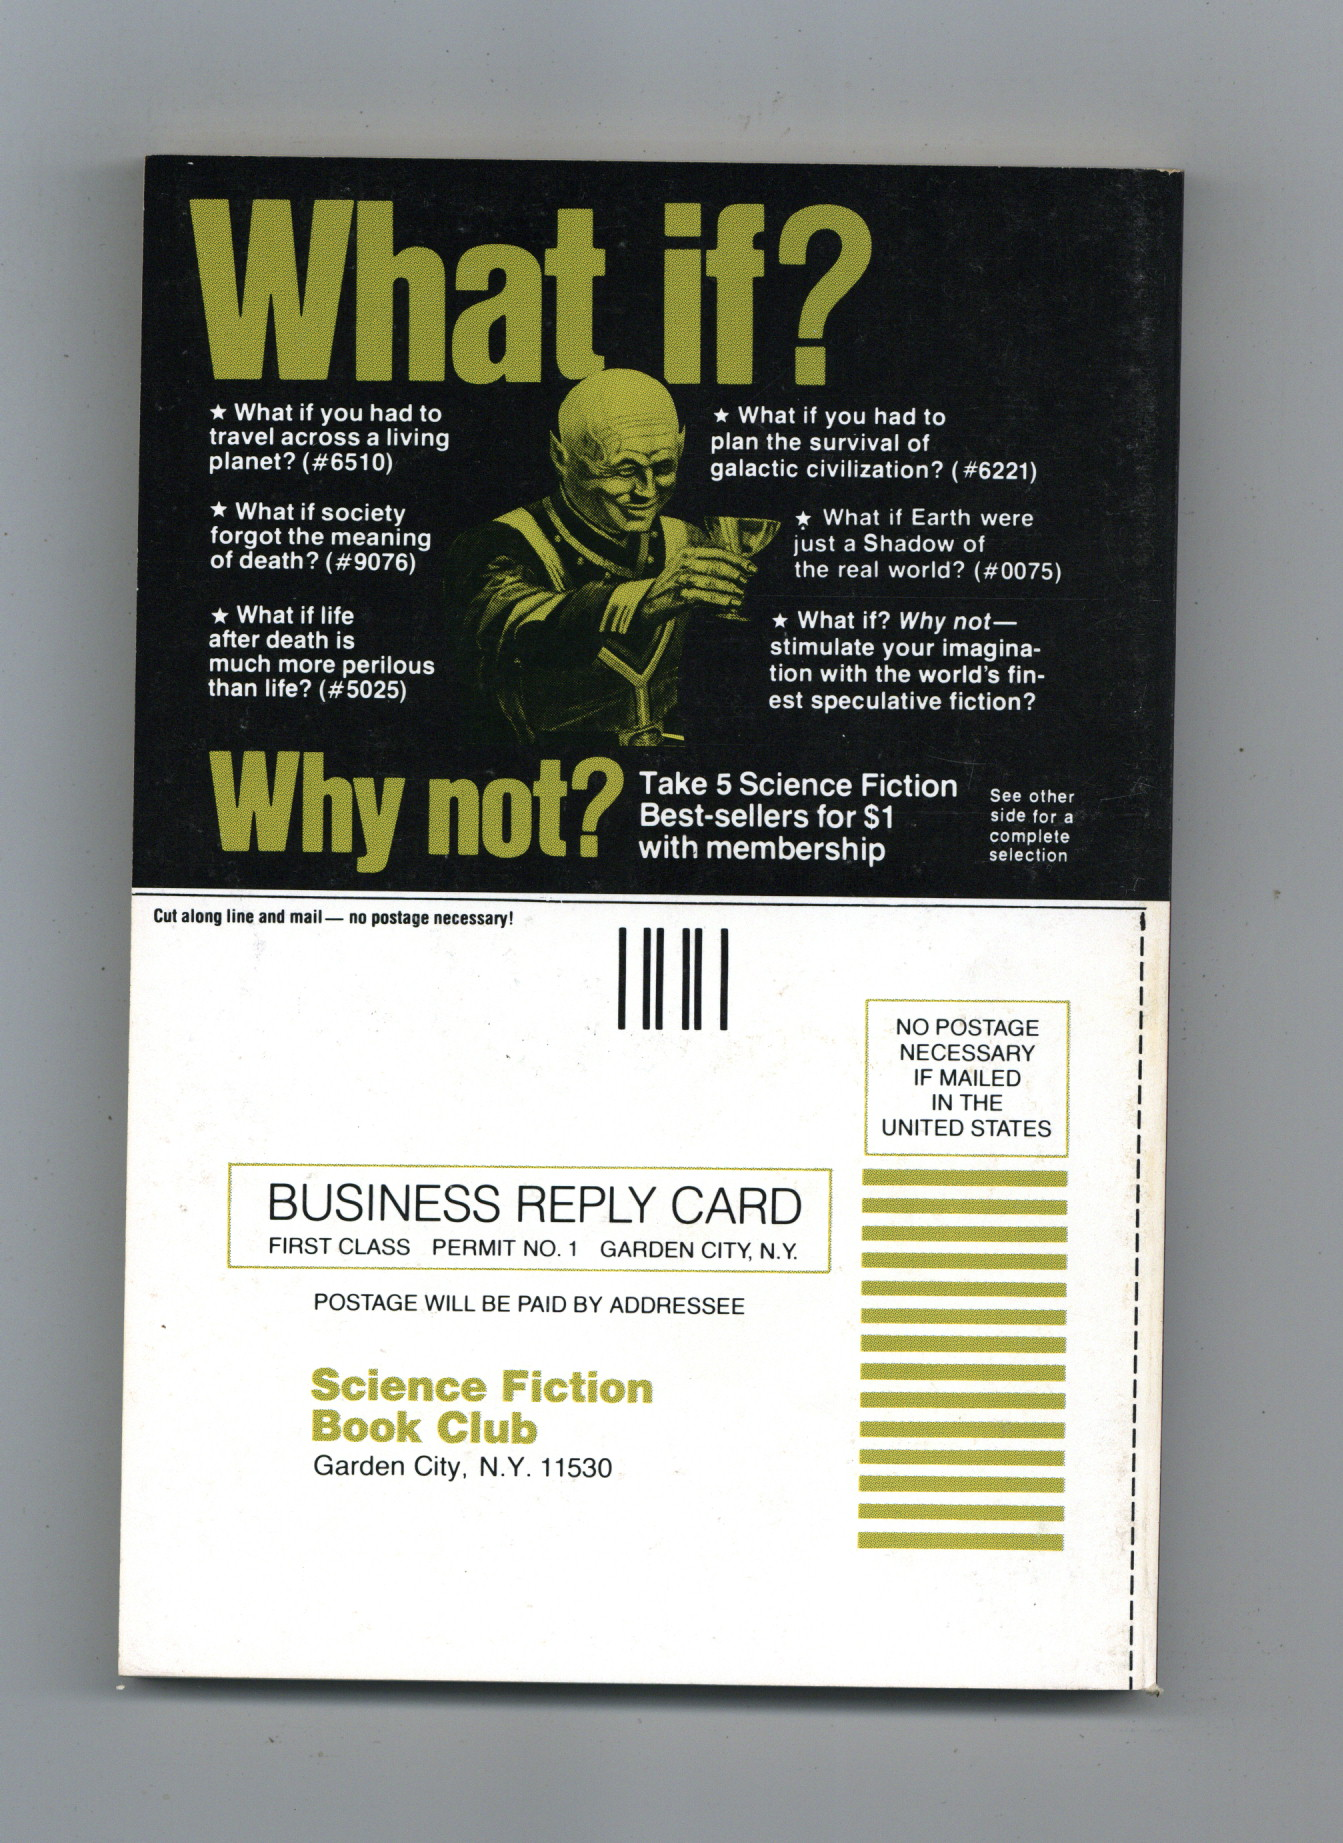 What if?
★ What if you had to
travel across a living
planet? (#6510)
★ What if society
forgot the meaning
of death? (#9076)
★ What if life
after death is
much more perilous
than life? (#5025)
★ What if you had to
plan the survival of
galactic civilization? (#6221)
★ What if Earth were
just a Shadow of
the real world? (#0075)
★ What if? Why not—
stimulate your imagina-
tion with the world's fin-
est speculative fiction?
Why not?
Take 5 Science Fiction
Best-sellers for $1
with membership
See other
side for a
complete
selection
Cut along line and mail — no postage necessary!
NO POSTAGE
NECESSARY
IF MAILED
IN THE
UNITED STATES
BUSINESS REPLY CARD
FIRST CLASS PERMIT NO. 1 GARDEN CITY, N.Y.
POSTAGE WILL BE PAID BY ADDRESSEE
Science Fiction
Book Club
Garden City, N.Y. 11530